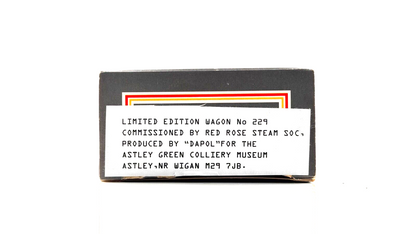 LIMITED EDITION WAGON No 229
COMMISSIONED BY RED ROSE STEAM SOC.
PRODUCED BY "DAPOL"FOR THE
ASTLEY GREEN COLLIERY MUSEUM
ASTLEY.NR WIGAN M29 7JB.